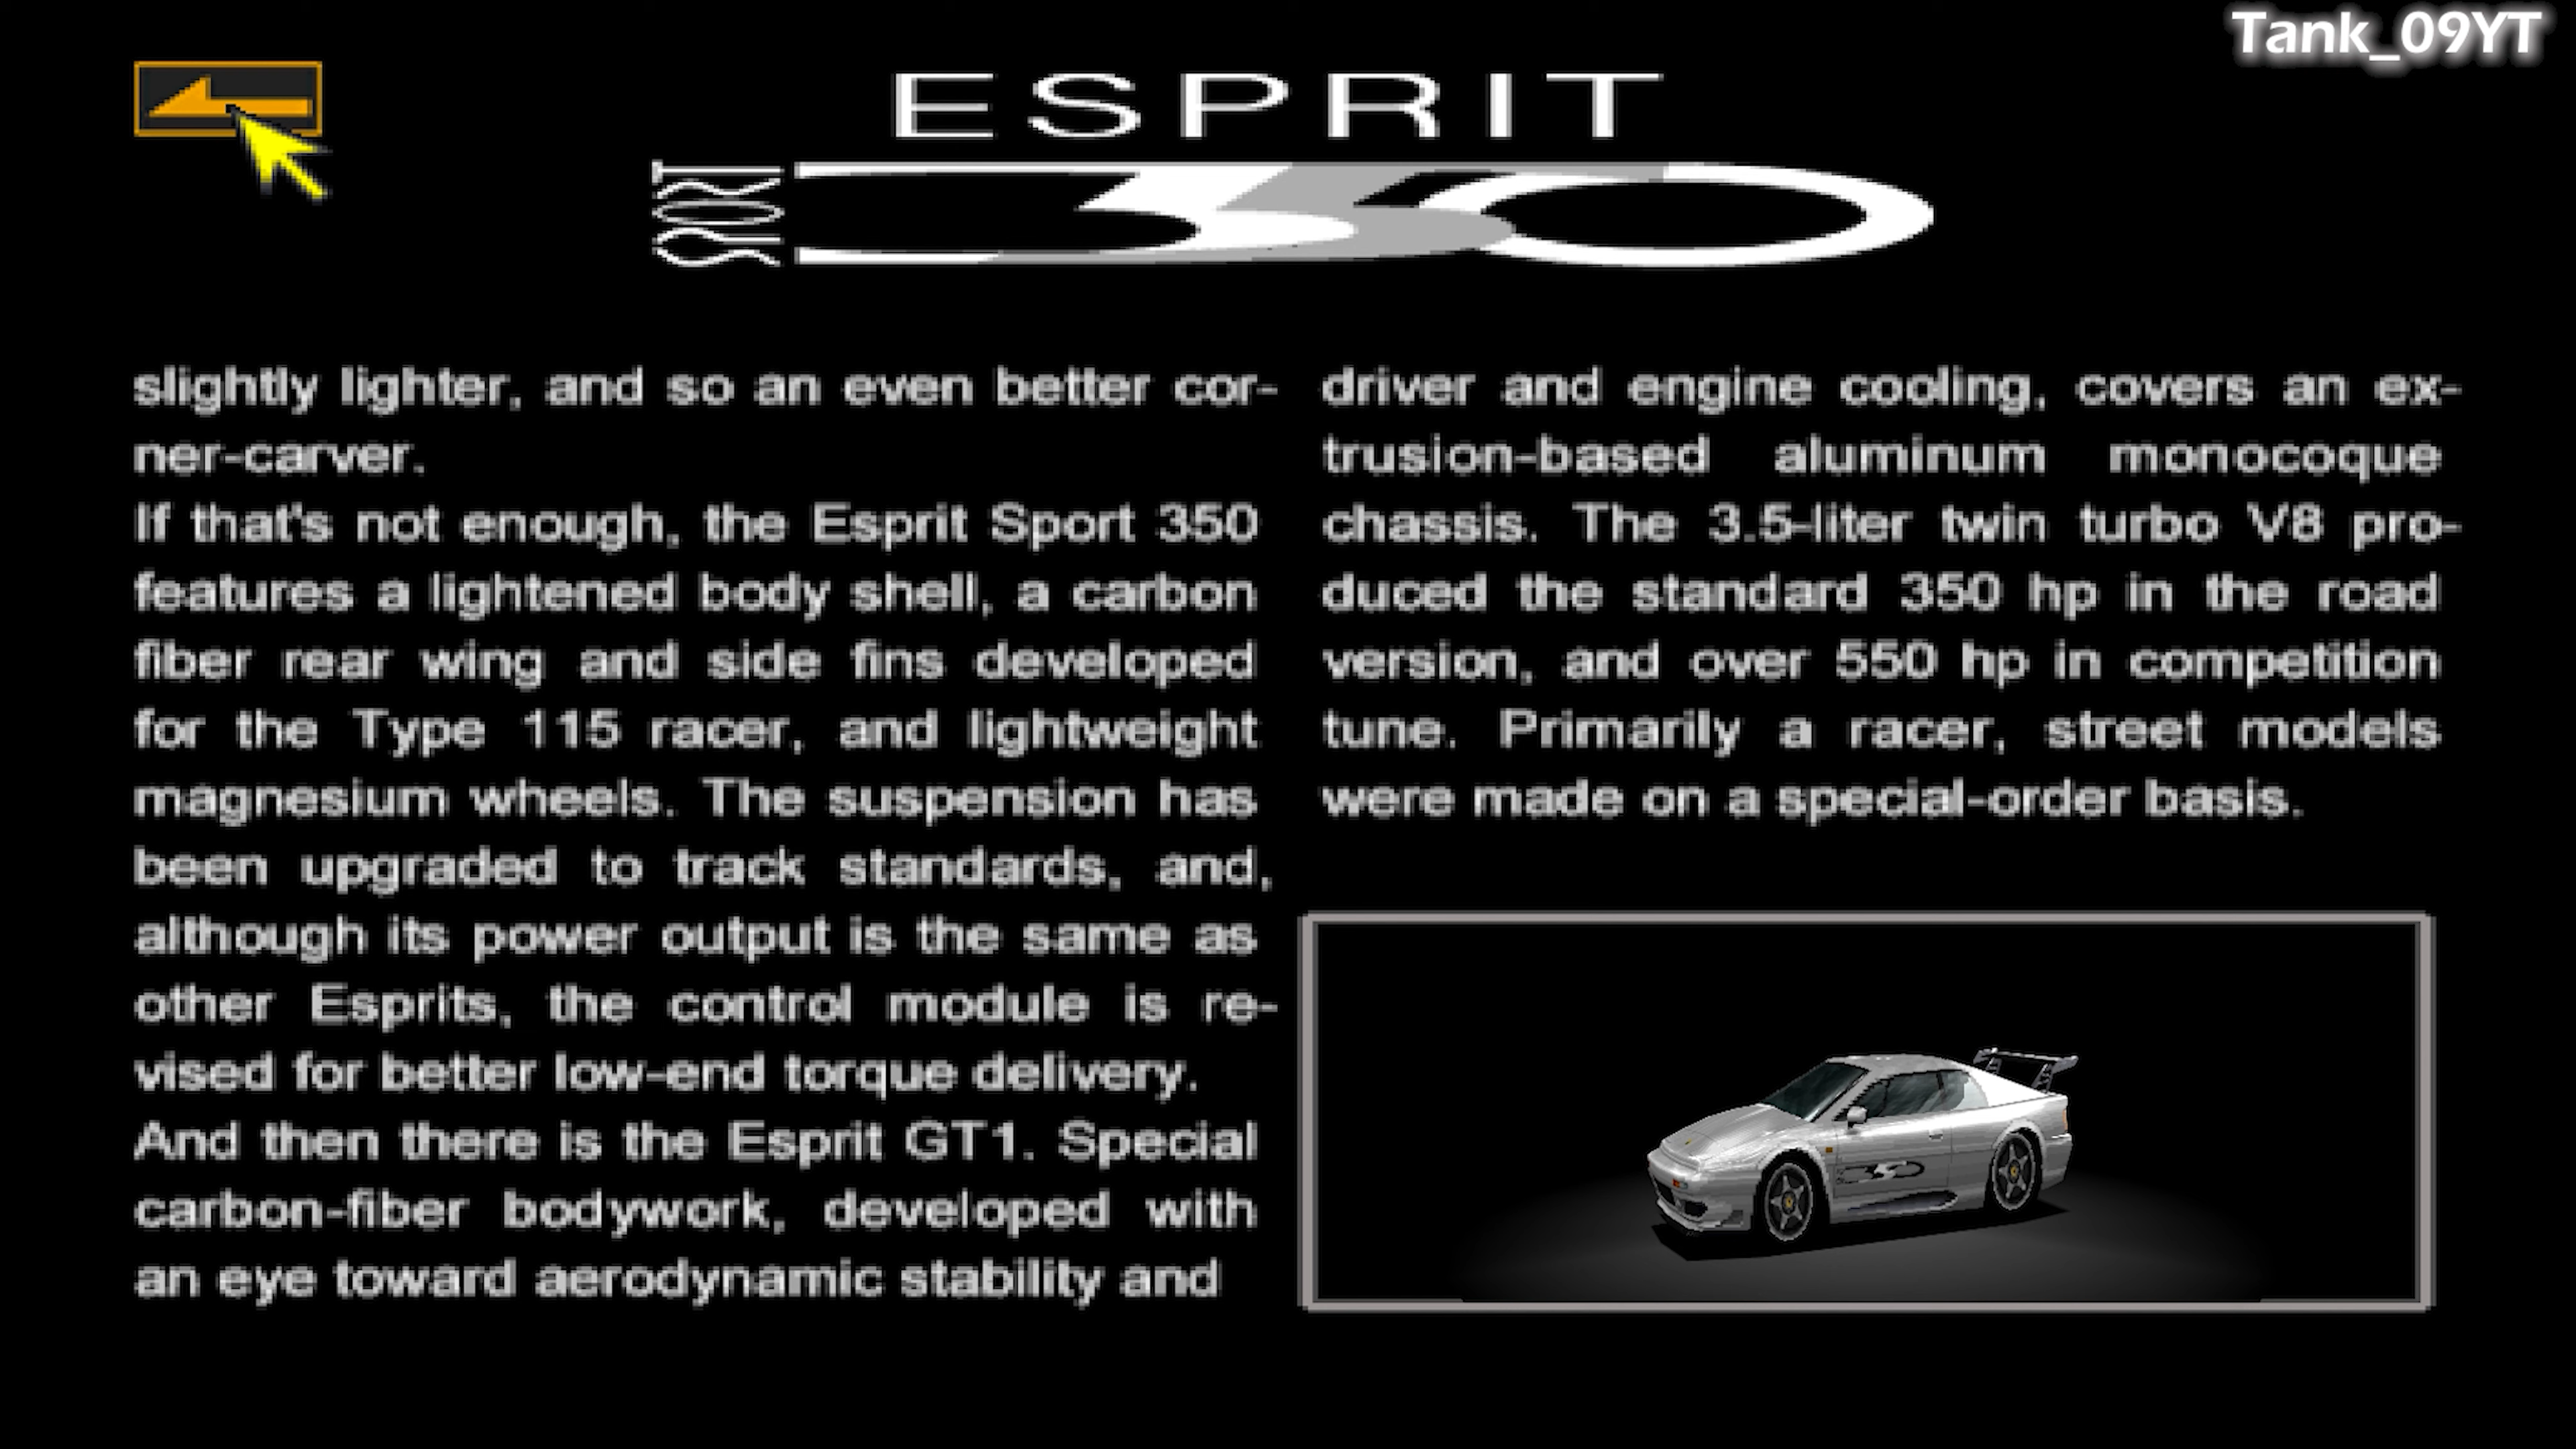 Tank_09YT
ESPRIT
SPORT 350
slightly lighter, and so an even better cor-
ner-carver.
If that's not enough, the Esprit Sport 350
features a lightened body shell, a carbon
fiber rear wing and side fins developed
for the Type 115 racer, and lightweight
magnesium wheels. The suspension has
been upgraded to track standards, and,
although its power output is the same as
other Esprits, the control module is re-
vised for better low-end torque delivery.
And then there is the Esprit GT1. Special
carbon-fiber bodywork, developed with
an eye toward aerodynamic stability and
driver and engine cooling, covers an ex-
trusion-based aluminum monocoque
chassis. The 3.5-liter twin turbo V8 pro-
duced the standard 350 hp in the road
version, and over 550 hp in competition
tune. Primarily a racer, street models
were made on a special-order basis.
350